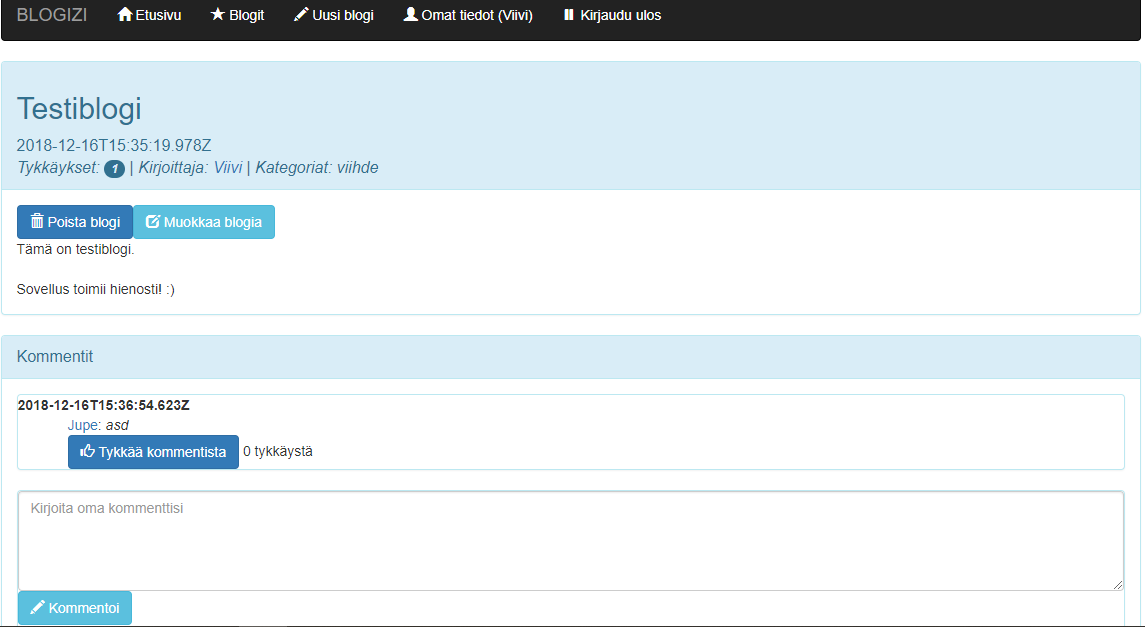 BLOGIZI Etusivu Blogit Uusi blogi Omat tiedot (Viivi) Kirjaudu ulos
Testiblogi
2018-12-16T15:35:19.978Z
Tykkäykset: 1 | Kirjoittaja: Viivi | Kategoriat: viihde
Poista blogi Muokkaa blogia
Tämä on testiblogi.
Sovellus toimii hienosti! :)
Kommentit
2018-12-16T15:36:54.623Z
Jupe: asd
Tykkää kommentista 0 tykkäystä
Kirjoita oma kommenttisi
Kommentoi